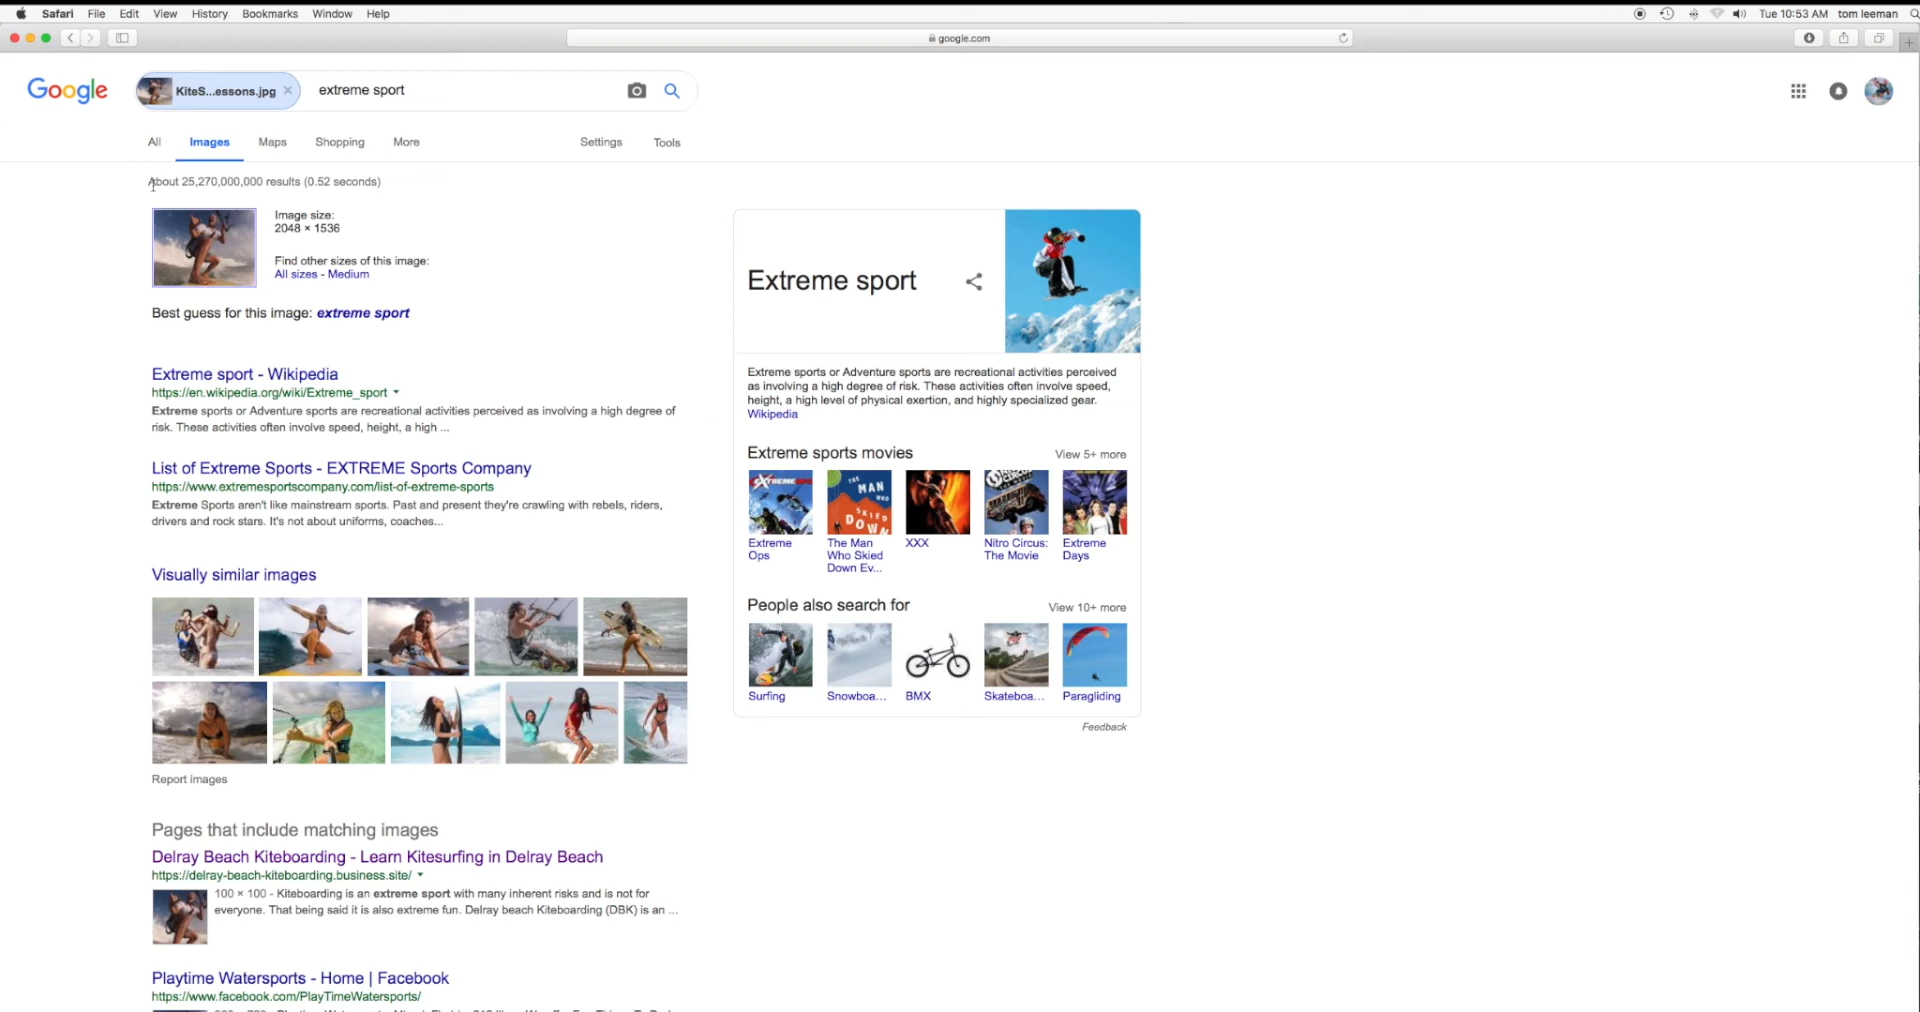 Safari File Edit View History Bookmarks Window Help
Tue 10:53 AM tom leeman
google.com
Google
KiteS...essons.jpg
extreme sport
All Images Maps Shopping More Settings Tools
About 25,270,000,000 results (0.52 seconds)
Image size:
2048 × 1536
Find other sizes of this image:
All sizes - Medium
Best guess for this image: extreme sport
Extreme sport - Wikipedia
https://en.wikipedia.org/wiki/Extreme_sport
Extreme sports or Adventure sports are recreational activities perceived as involving a high degree of
risk. These activities often involve speed, height, a high ...
List of Extreme Sports - EXTREME Sports Company
https://www.extremesportscompany.com/list-of-extreme-sports
Extreme Sports aren't like mainstream sports. Past and present they're crawling with rebels, riders,
drivers and rock stars. It's not about uniforms, coaches...
Visually similar images
Report images
Pages that include matching images
Delray Beach Kiteboarding - Learn Kitesurfing in Delray Beach
https://delray-beach-kiteboarding.business.site/
100 × 100 - Kiteboarding is an extreme sport with many inherent risks and is not for
everyone. That being said it is also extreme fun. Delray beach Kiteboarding (DBK) is an ...
Playtime Watersports - Home | Facebook
https://www.facebook.com/PlayTimeWatersports/
Extreme sport
Extreme sports or Adventure sports are recreational activities perceived
as involving a high degree of risk. These activities often involve speed,
height, a high level of physical exertion, and highly specialized gear.
Wikipedia
Extreme sports movies
View 5+ more
THE
MAN
WHO
SKIED
DOWN
Extreme
Ops
The Man
Who Skied
Down Ev...
XXX
Nitro Circus:
The Movie
Extreme
Days
People also search for
View 10+ more
Surfing
Snowboa...
BMX
Skateboa...
Paragliding
Feedback